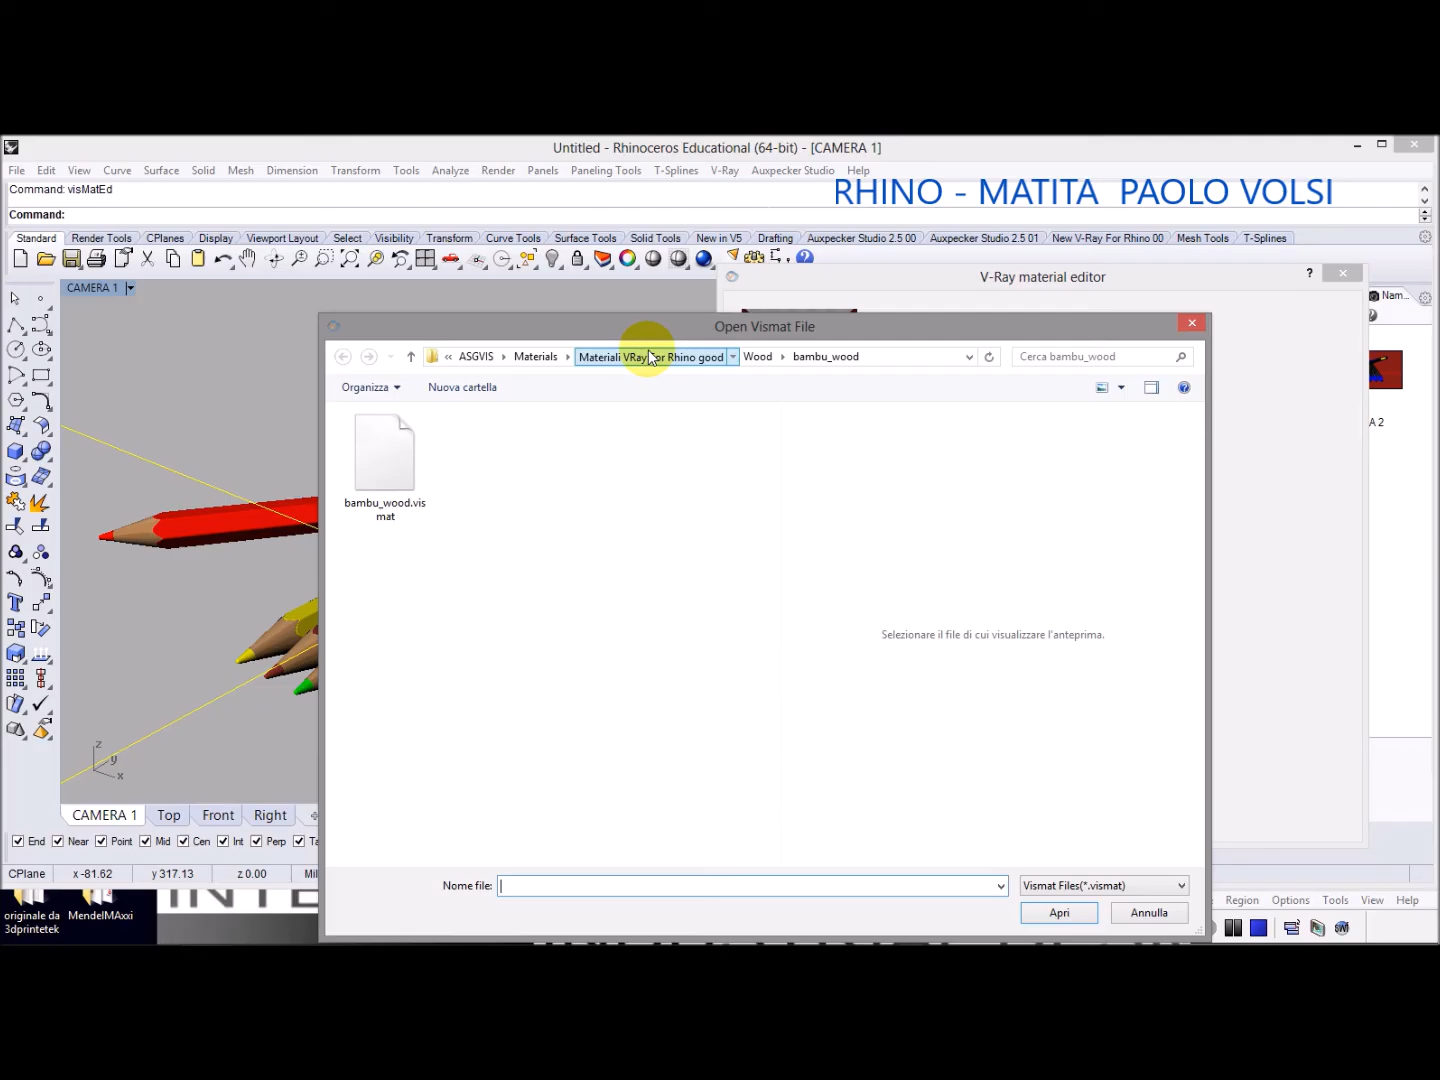 Untitled - Rhinoceros Educational (64-bit) - [CAMERA 1]
File Edit View Curve Surface Solid Mesh Dimension Transform Tools Analyze Render Panels Paneling Tools T-Splines V-Ray Auxpecker Studio Help
Command: visMatEd
RHINO - MATITA PAOLO VOLSI
Command:
Standard Render Tools CPlanes Display Viewport Layout Select Visibility Transform Curve Tools Surface Tools Solid Tools New in V5 Drafting Auxpecker Studio 2.5 00 Auxpecker Studio 2.5 01 New V-Ray For Rhino 00 Mesh Tools T-Splines
CAMERA 1
V-Ray material editor
Nam...
Open Vismat File
« ASGVIS Materials Materiali VRay For Rhino good Wood bambu_wood
Cerca bambu_wood
Organizza Nuova cartella
A 2
bambu_wood.vis
mat
Selezionare il file di cui visualizzare l'anteprima.
z
y
x
CAMERA 1 Top Front Right
End Near Point Mid Cen Int Perp Ta
CPlane x -81.62 y 317.13 z 0.00 Mil
Nome file: Vismat Files(*.vismat)
Apri Annulla
Region Options Tools View Help
originale da
3dprintetek
MendelMAxxi